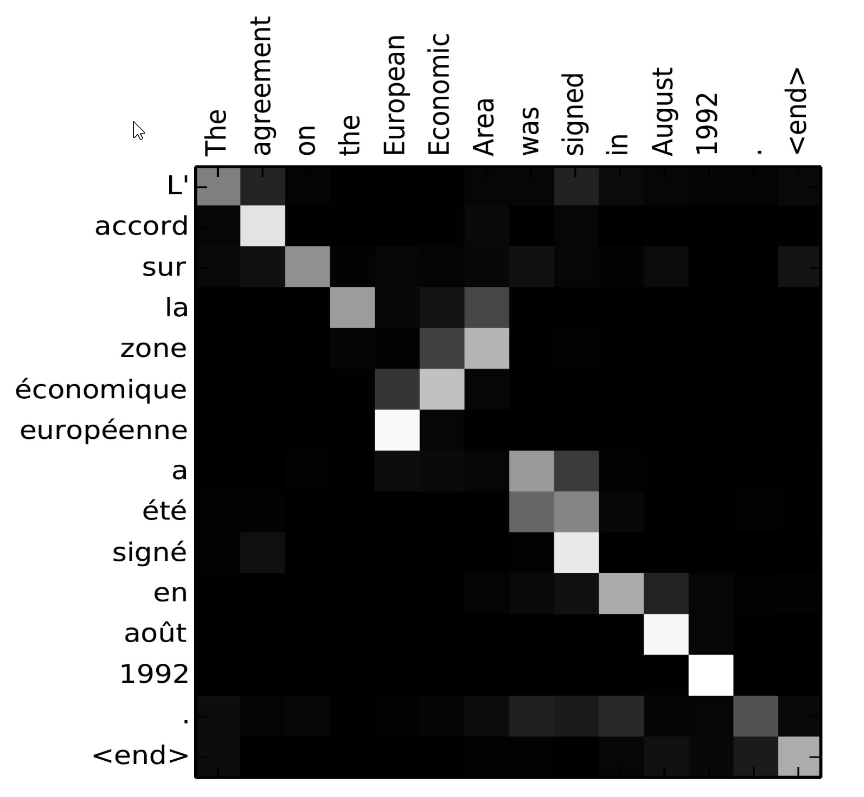 The
agreement
on
the
European
Economic
Area
was
signed
in
August
1992
.
<end>
L'
accord
sur
la
zone
économique
européenne
a
été
signé
en
août
1992
.
<end>